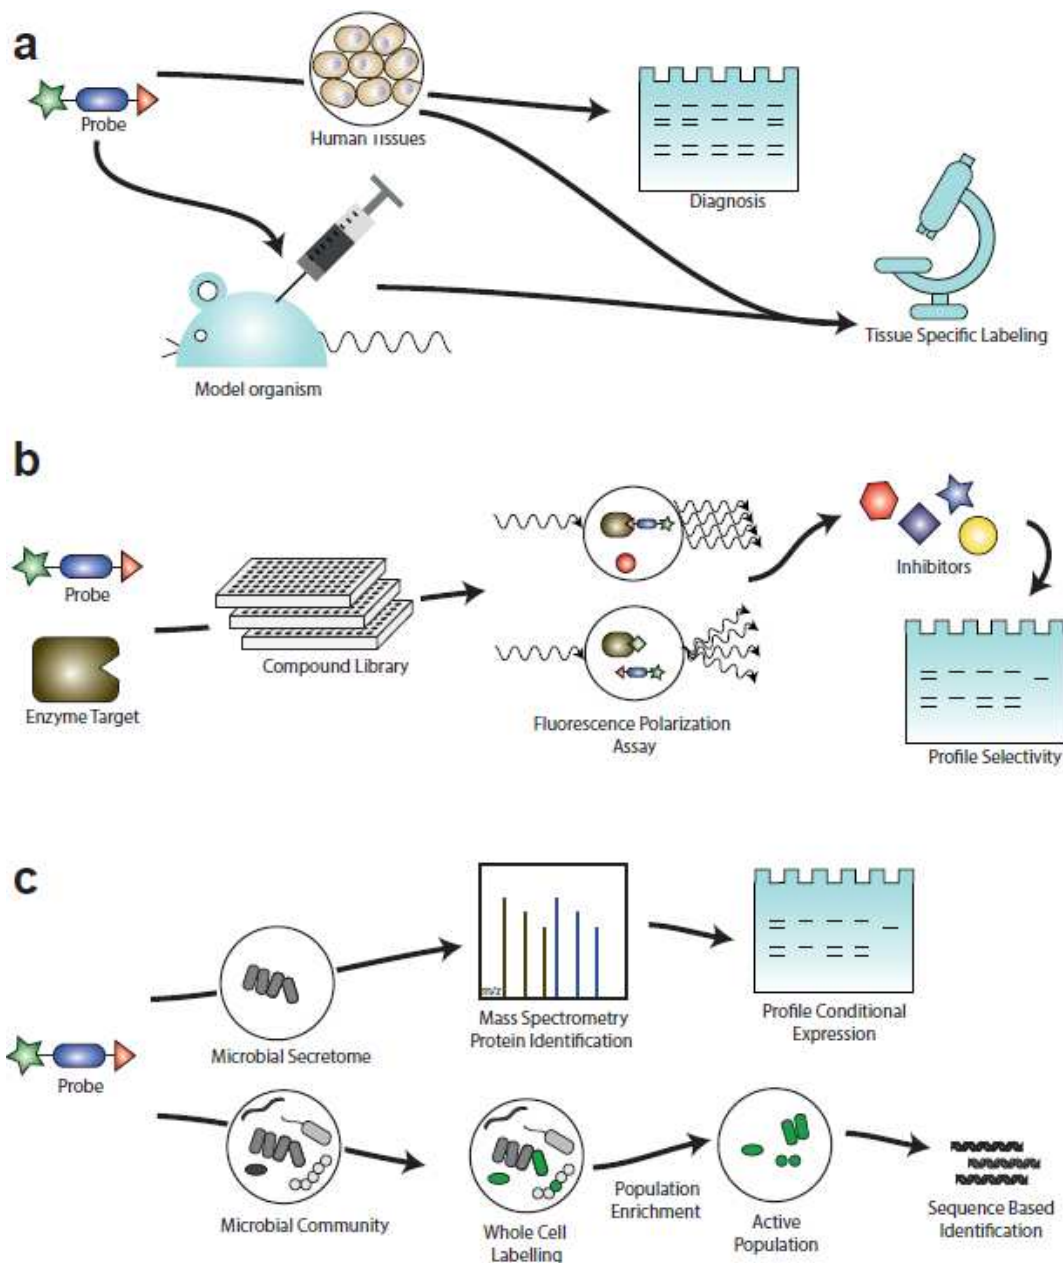 a
Probe
Human Tissues
Diagnosis
Tissue Specific Labeling
Model organism
b
Probe
Inhibitors
Compound Library
Enzyme Target
Fluorescence Polarization
Assay
Profile Selectivity
c
m/z
Mass Spectrometry
Protein Identification
Profile Conditional
Expression
Microbial Secretome
Probe
Population
Enrichment
Microbial Community
Whole Cell
Labelling
Active
Population
Sequence Based
Identification